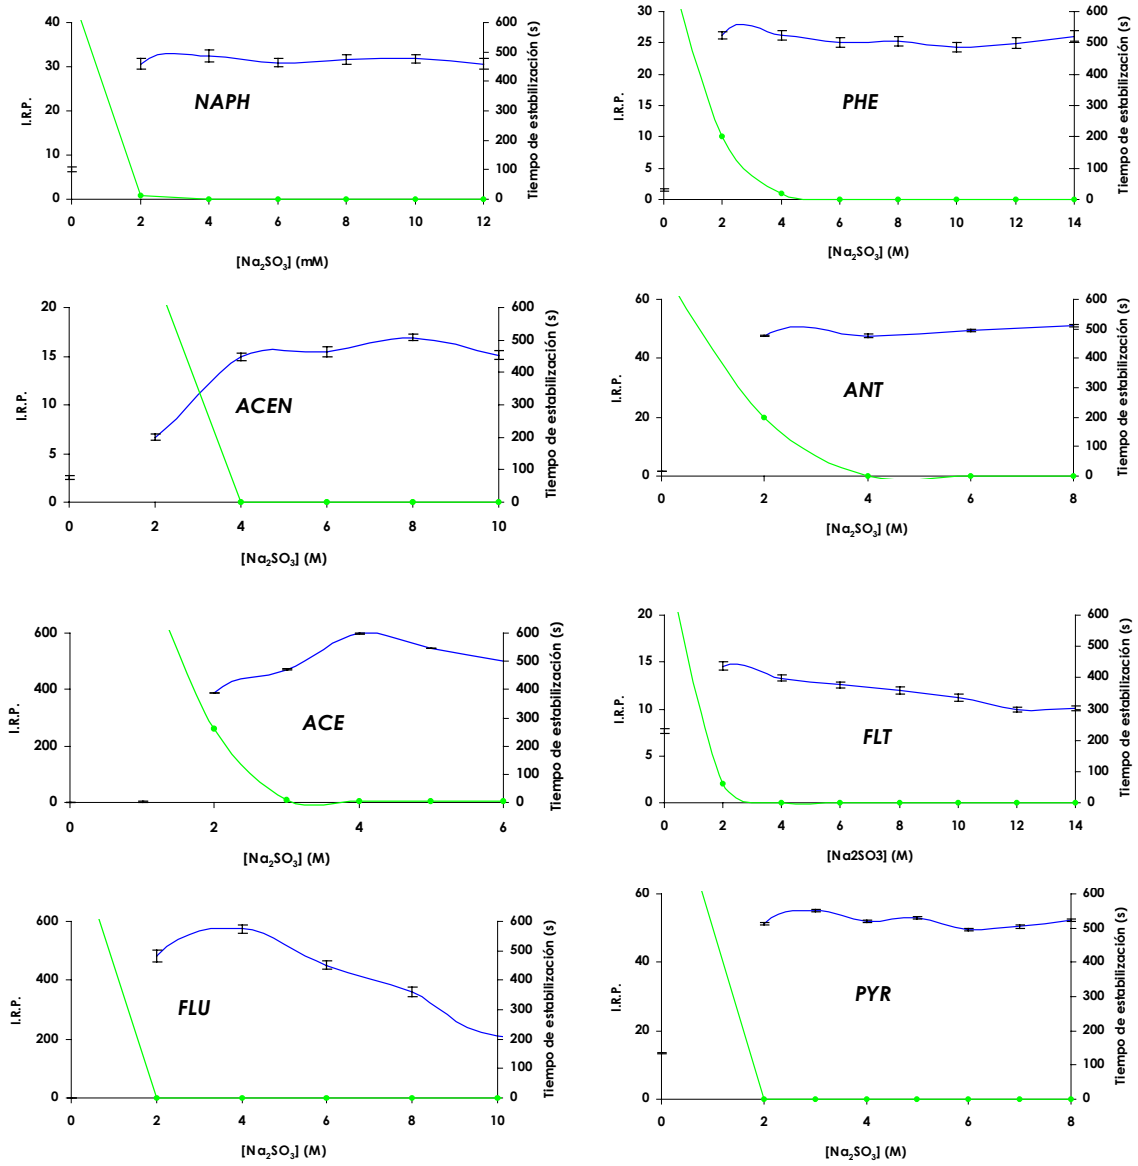 40
30
20
10
0
I.R.P.
NAPH
600
500
400
300
200
100
0
Tiempo de estabilización (s)
0 2 4 6 8 10 12
[Na₂SO₃] (mM)
30
25
20
15
10
5
0
I.R.P.
PHE
600
500
400
300
200
100
0
Tiempo de estabilización (s)
0 2 4 6 8 10 12 14
[Na₂SO₃] (M)
20
15
10
5
0
I.R.P.
ACEN
600
500
400
300
200
100
0
Tiempo de estabilización (s)
0 2 4 6 8 10
[Na₂SO₃] (M)
60
40
20
0
I.R.P.
ANT
600
500
400
300
200
100
0
Tiempo de estabilización (s)
0 2 4 6 8
[Na₂SO₃] (M)
600
400
200
0
I.R.P.
ACE
600
500
400
300
200
100
0
Tiempo de estabilización (s)
0 2 4 6
[Na₂SO₃] (M)
20
15
10
5
0
I.R.P.
FLT
600
500
400
300
200
100
0
Tiempo de estabilización (s)
0 2 4 6 8 10 12 14
[Na2SO3] (M)
600
400
200
0
I.R.P.
FLU
600
500
400
300
200
100
0
Tiempo de estabilización (s)
0 2 4 6 8 10
[Na₂SO₃] (M)
60
40
20
0
I.R.P.
PYR
600
500
400
300
200
100
0
Tiempo de estabilización (s)
0 2 4 6 8
[Na₂SO₃] (M)